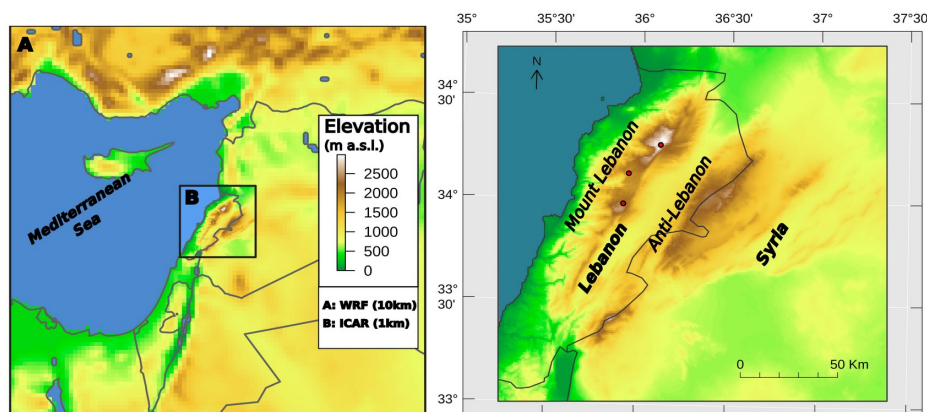 A
Mediterranean
Sea
B
Elevation
(m a.s.l.)
2500
2000
1500
1000
500
0
A: WRF (10km)
B: ICAR (1km)
35°
35°30'
36°
36°30'
37°
37°30'
34°
30'
34°
33°
30'
33°
N
Mount Lebanon
Anti-Lebanon
Lebanon
Syria
0
50 Km